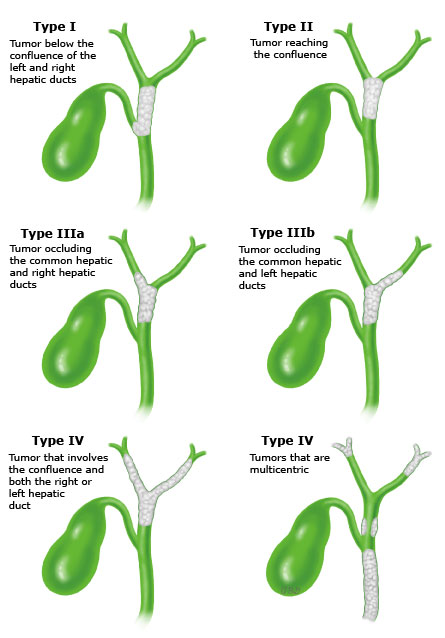 Type I
Tumor below the
confluence of the
left and right
hepatic ducts
Type II
Tumor reaching
the confluence
Type IIIa
Tumor occluding
the common hepatic
and right hepatic
ducts
Type IIIb
Tumor occluding
the common hepatic
and left hepatic
ducts
Type IV
Tumor that involves
the confluence and
both the right or
left hepatic
duct
Type IV
Tumors that are
multicentric